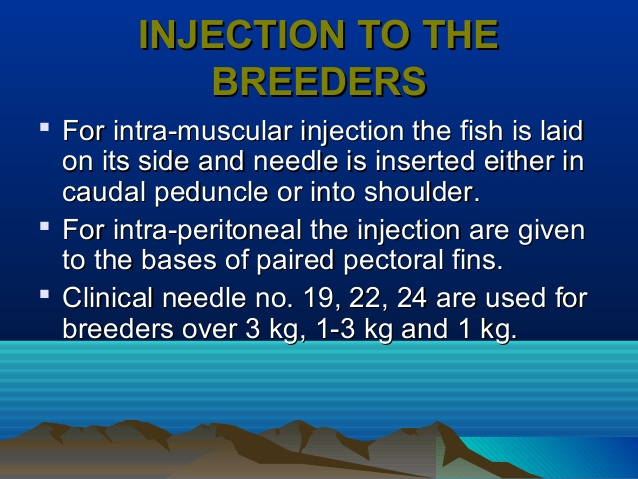 INJECTION TO THE
BREEDERS
▪ For intra-muscular injection the fish is laid
on its side and needle is inserted either in
caudal peduncle or into shoulder.
▪ For intra-peritoneal the injection are given
to the bases of paired pectoral fins.
▪ Clinical needle no. 19, 22, 24 are used for
breeders over 3 kg, 1-3 kg and 1 kg.